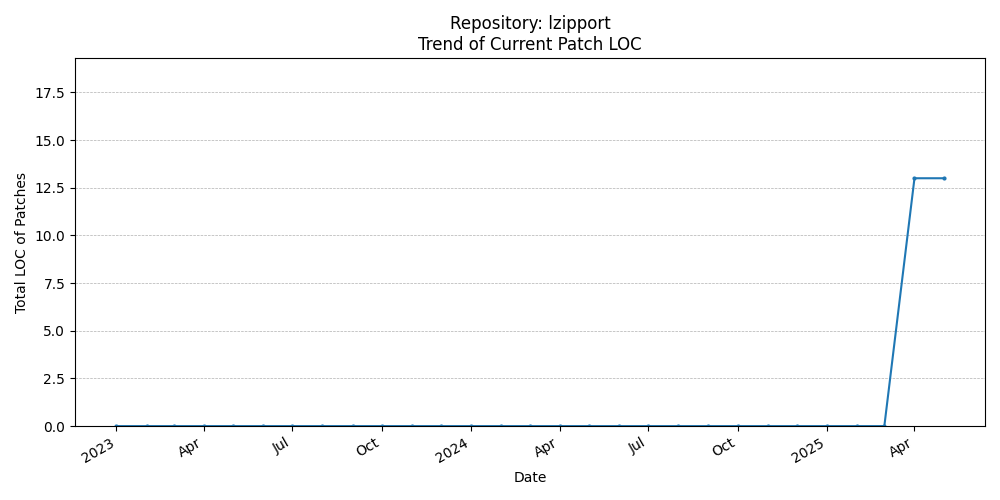 Repository: lzipport
Trend of Current Patch LOC
17.5
15.0
12.5
10.0
7.5
5.0
2.5
0.0
Total LOC of Patches
2023
Apr
Jul
Oct
2024
Apr
Jul
Oct
2025
Apr
Date